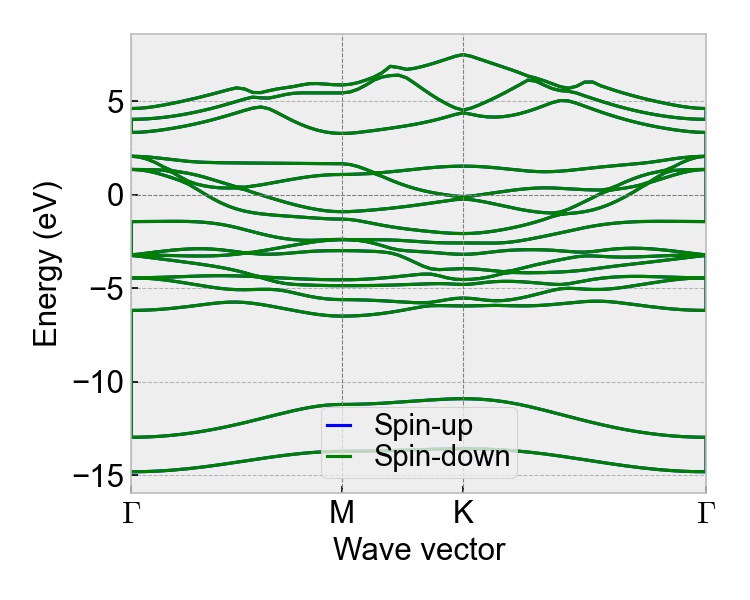 Energy (eV)
5
0
−5
−10
−15
Spin-up
Spin-down
Γ M K Γ
Wave vector